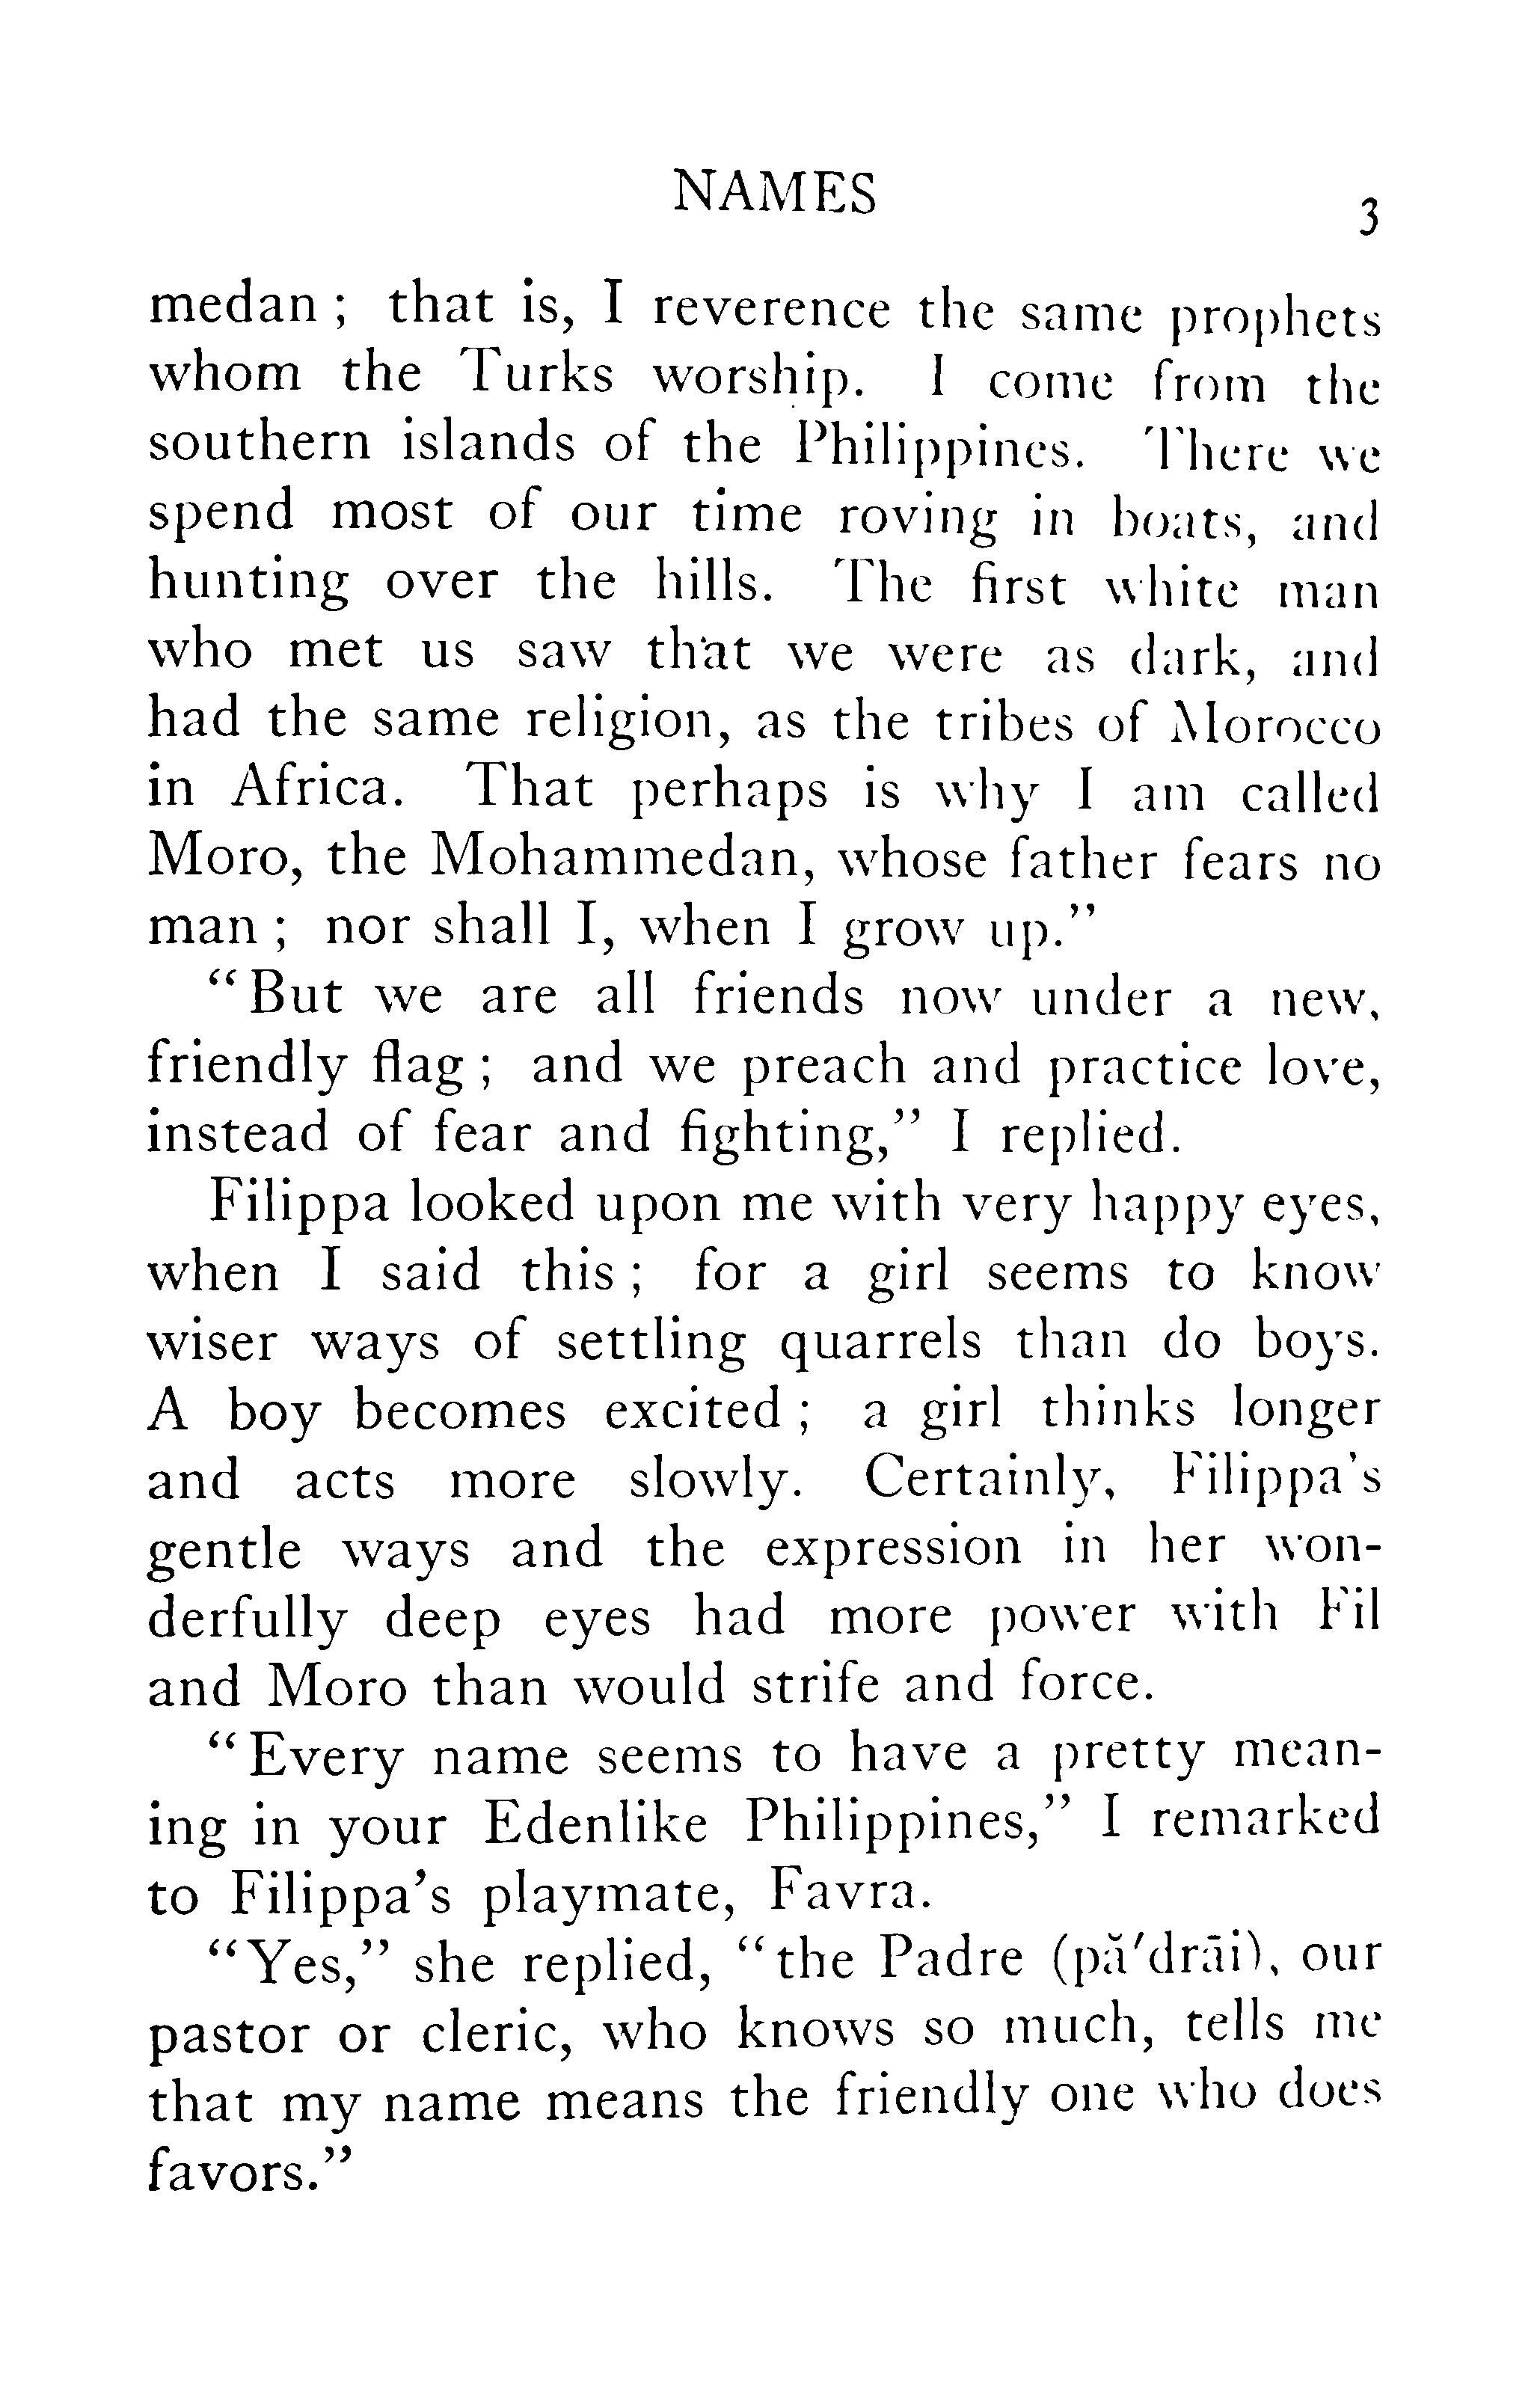 NAMES
3
medan ; that is, I reverence the same prophets
whom the Turks worship. I come from the
southern islands of the Philippines. There we
spend most of our time roving in boats, and
hunting over the hills. The first white man
who met us saw that we were as dark, and
had the same religion, as the tribes of Morocco
in Africa. That perhaps is why I am called
Moro, the Mohammedan, whose father fears no
man ; nor shall I, when I grow up.”
“But we are all friends now under a new,
friendly flag ; and we preach and practice love,
instead of fear and fighting,” I replied.
Filippa looked upon me with very happy eyes,
when I said this ; for a girl seems to know
wiser ways of settling quarrels than do boys.
A boy becomes excited ; a girl thinks longer
and acts more slowly. Certainly, Filippa’s
gentle ways and the expression in her won-
derfully deep eyes had more power with Fil
and Moro than would strife and force.
“Every name seems to have a pretty mean-
ing in your Edenlike Philippines,” I remarked
to Filippa’s playmate, Favra.
“Yes,” she replied, “the Padre (pä′drāi), our
pastor or cleric, who knows so much, tells me
that my name means the friendly one who does
favors.”